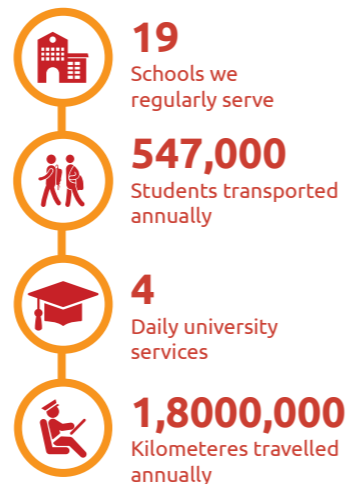 19
Schools we
regularly serve
547,000
Students transported
annually
4
Daily university
services
1,8000,000
Kilometeres travelled
annually